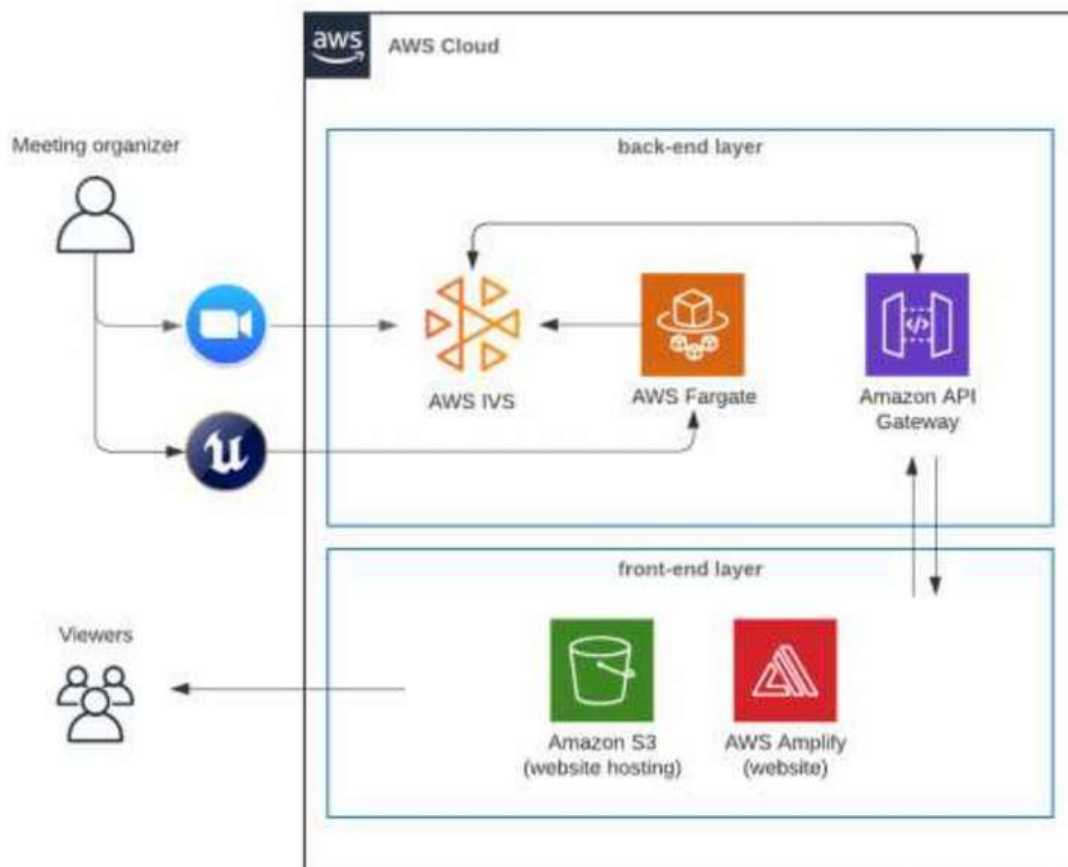 aws
AWS Cloud
Meeting organizer
back-end layer
AWS IVS
AWS Fargate
Amazon API
Gateway
front-end layer
Viewers
Amazon S3
(website hosting)
AWS Amplify
(website)